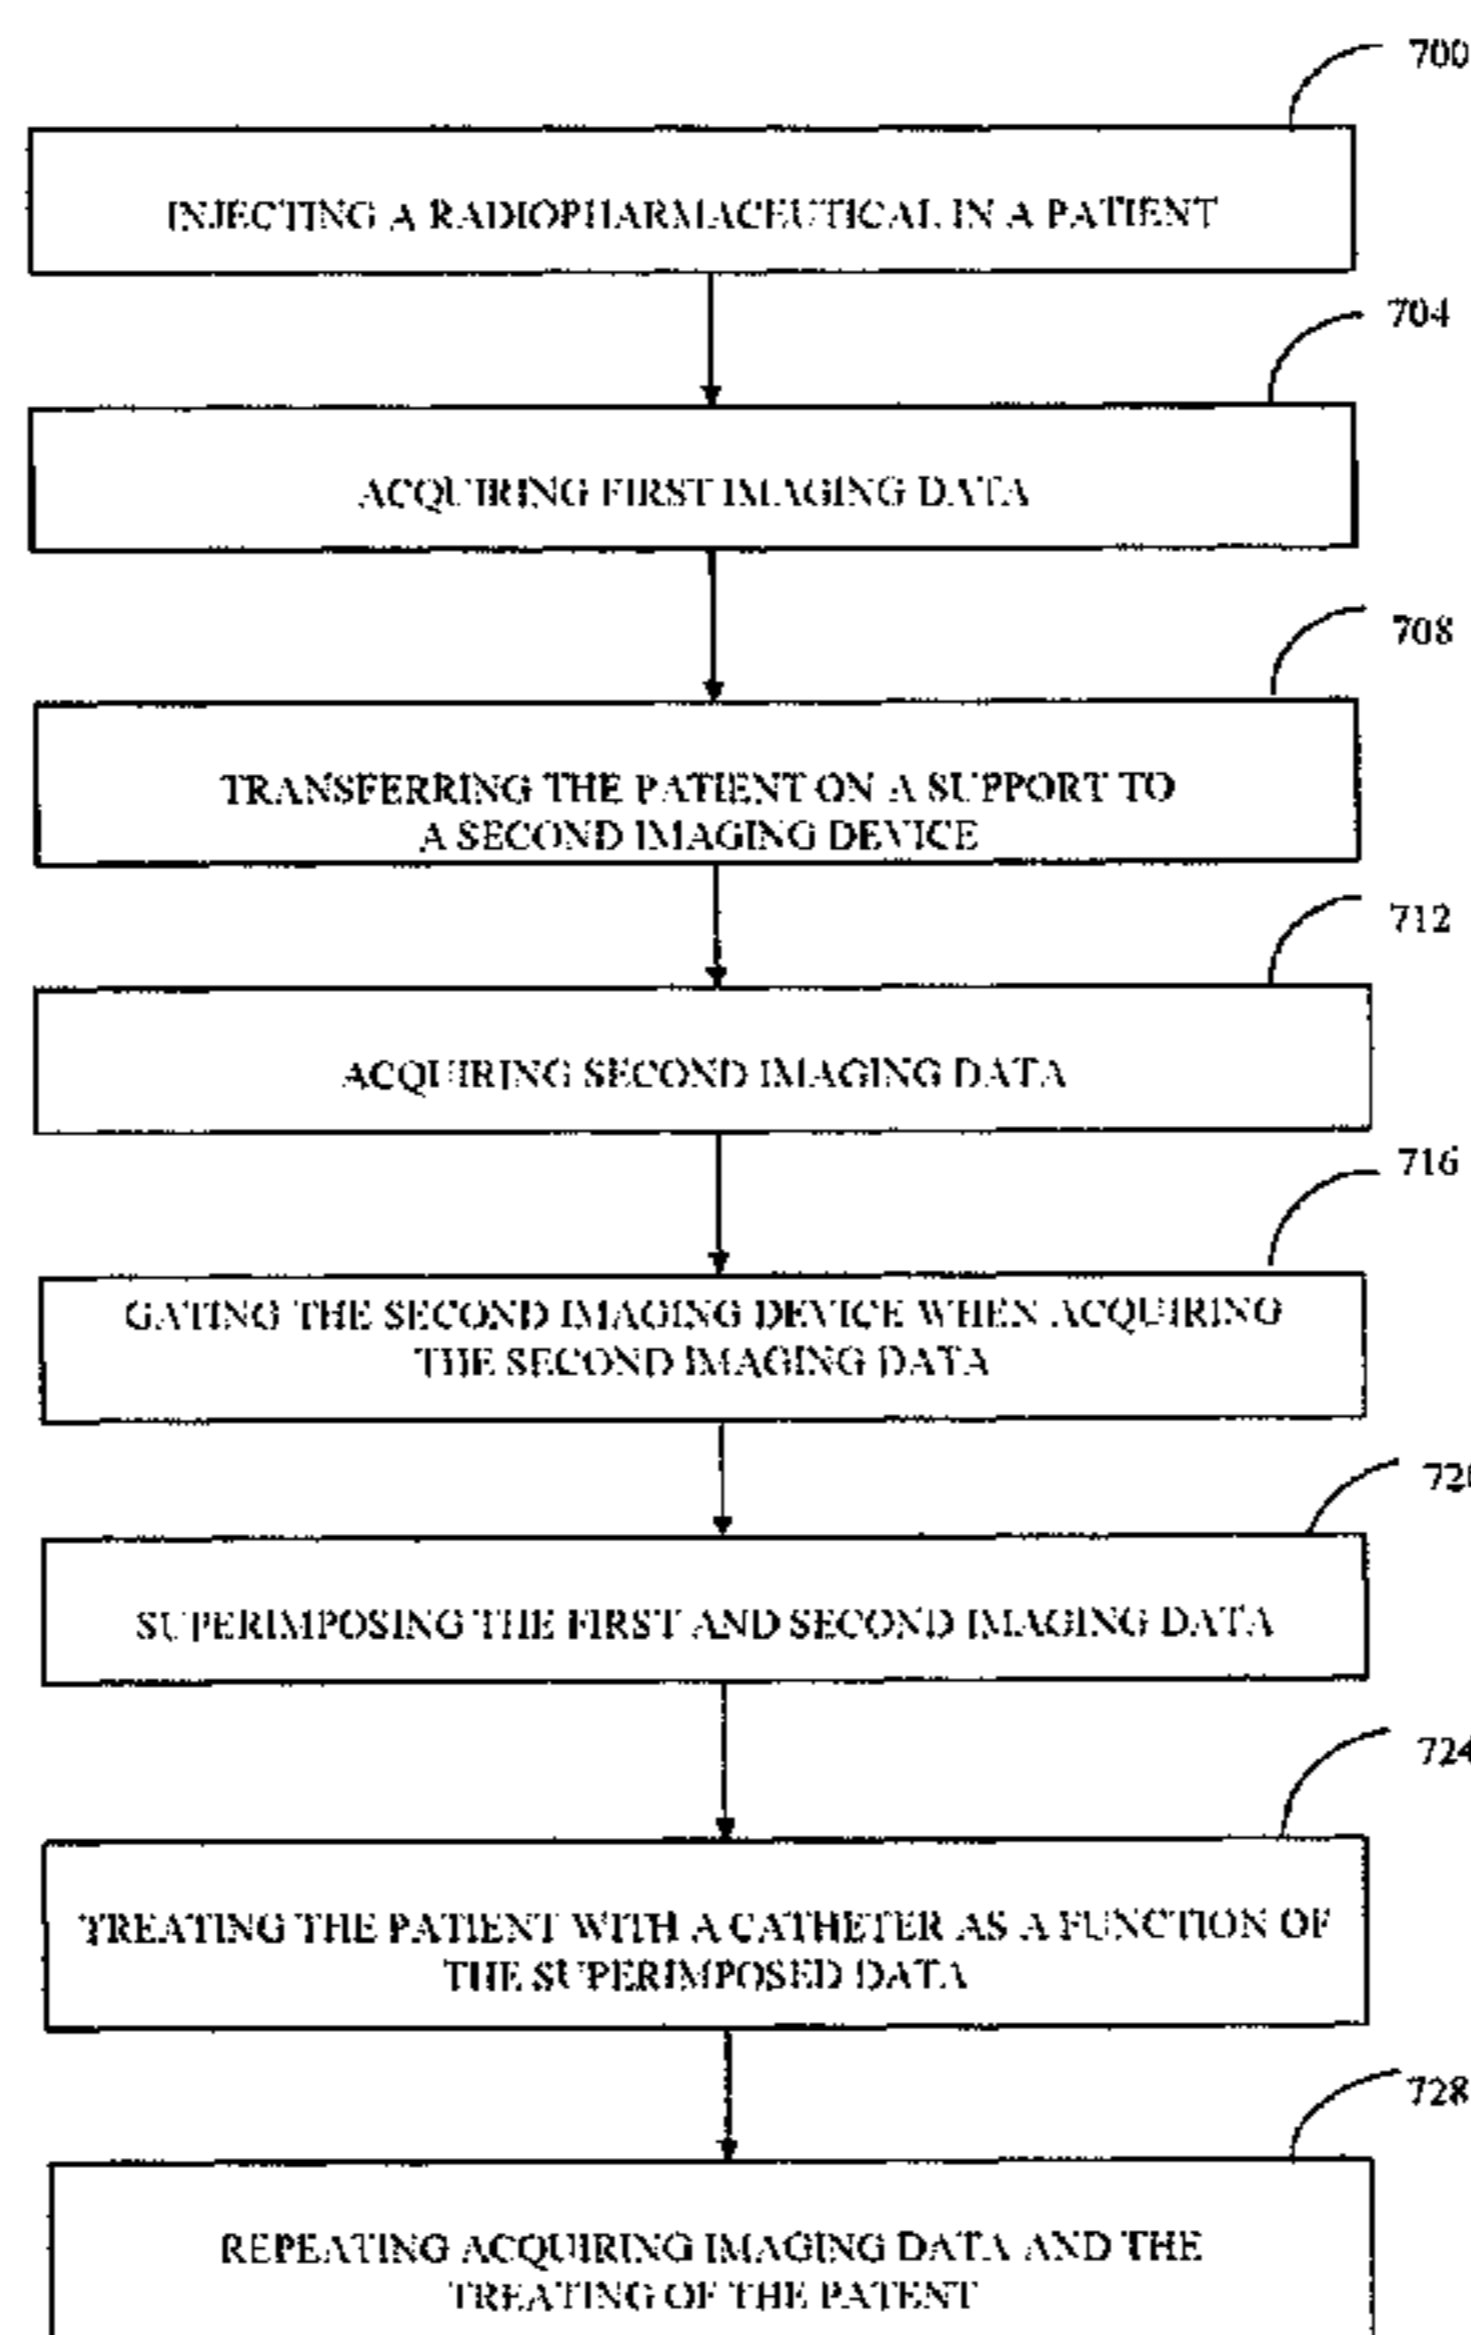 700
INJECTING A RADIOPHARMACEUTICAL IN A PATIENT
704
ACQUIRING FIRST IMAGING DATA
708
TRANSFERRING THE PATIENT ON A SUPPORT TO
A SECOND IMAGING DEVICE
712
ACQUIRING SECOND IMAGING DATA
716
GATING THE SECOND IMAGING DEVICE WHEN ACQUIRING
THE SECOND IMAGING DATA
SUPERIMPOSING THE FIRST AND SECOND IMAGING DATA
724
TREATING THE PATIENT WITH A CATHETER AS A FUNCTION OF
THE SUPERIMPOSED DATA
728
REPEATING ACQUIRING IMAGING DATA AND THE
TREATING OF THE PATENT